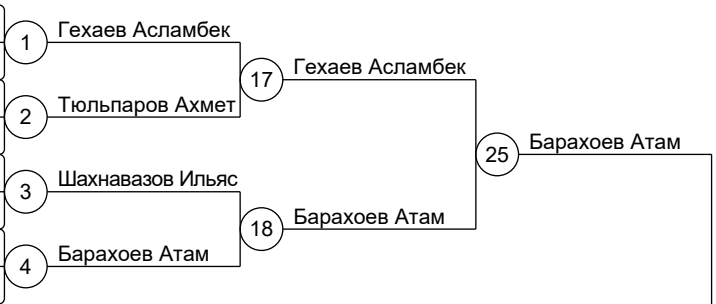 Гехаев Асламбек
1
Гехаев Асламбек
17
Тюльпаров Ахмет
2
Барахоев Атам
25
Шахнавазов Ильяс
3
Барахоев Атам
18
Барахоев Атам
4